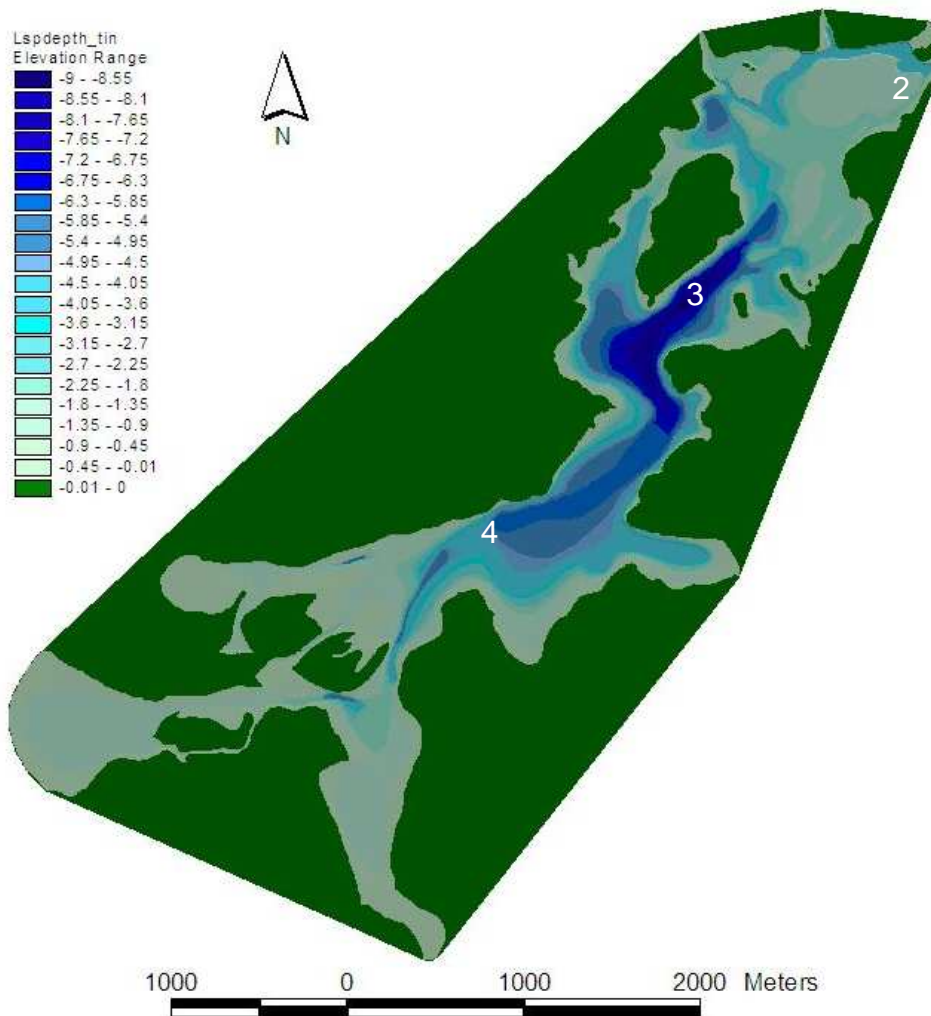 Lspdepth_tin
Elevation Range
-9 - -8.55
-8.55 - -8.1
-8.1 - -7.65
-7.65 - -7.2
-7.2 - -6.75
-6.75 - -6.3
-6.3 - -5.85
-5.85 - -5.4
-5.4 - -4.95
-4.95 - -4.5
-4.5 - -4.05
-4.05 - -3.6
-3.6 - -3.15
-3.15 - -2.7
-2.7 - -2.25
-2.25 - -1.8
-1.8 - -1.35
-1.35 - -0.9
-0.9 - -0.45
-0.45 - -0.01
-0.01 - 0
N
2
3
4
1000 0 1000 2000 Meters